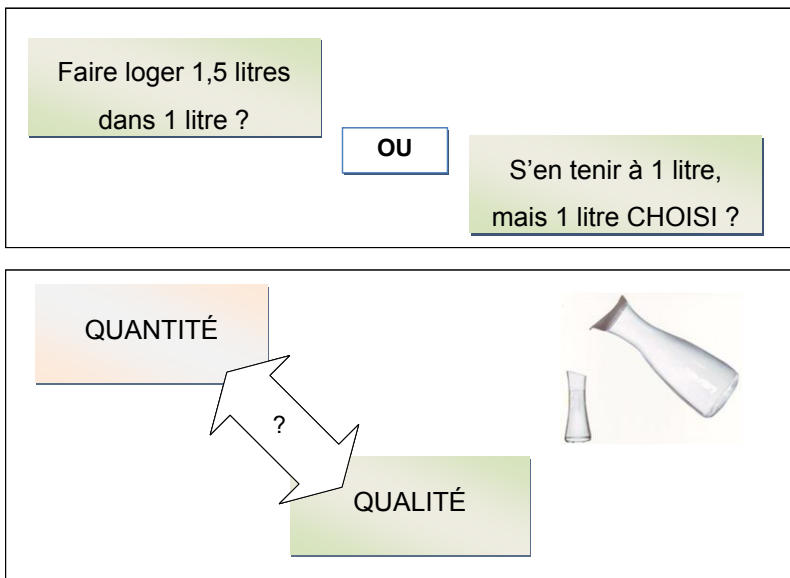 Faire loger 1,5 litres
dans 1 litre ?
OU
S’en tenir à 1 litre,
mais 1 litre CHOISI ?
QUANTITÉ
?
QUALITÉ